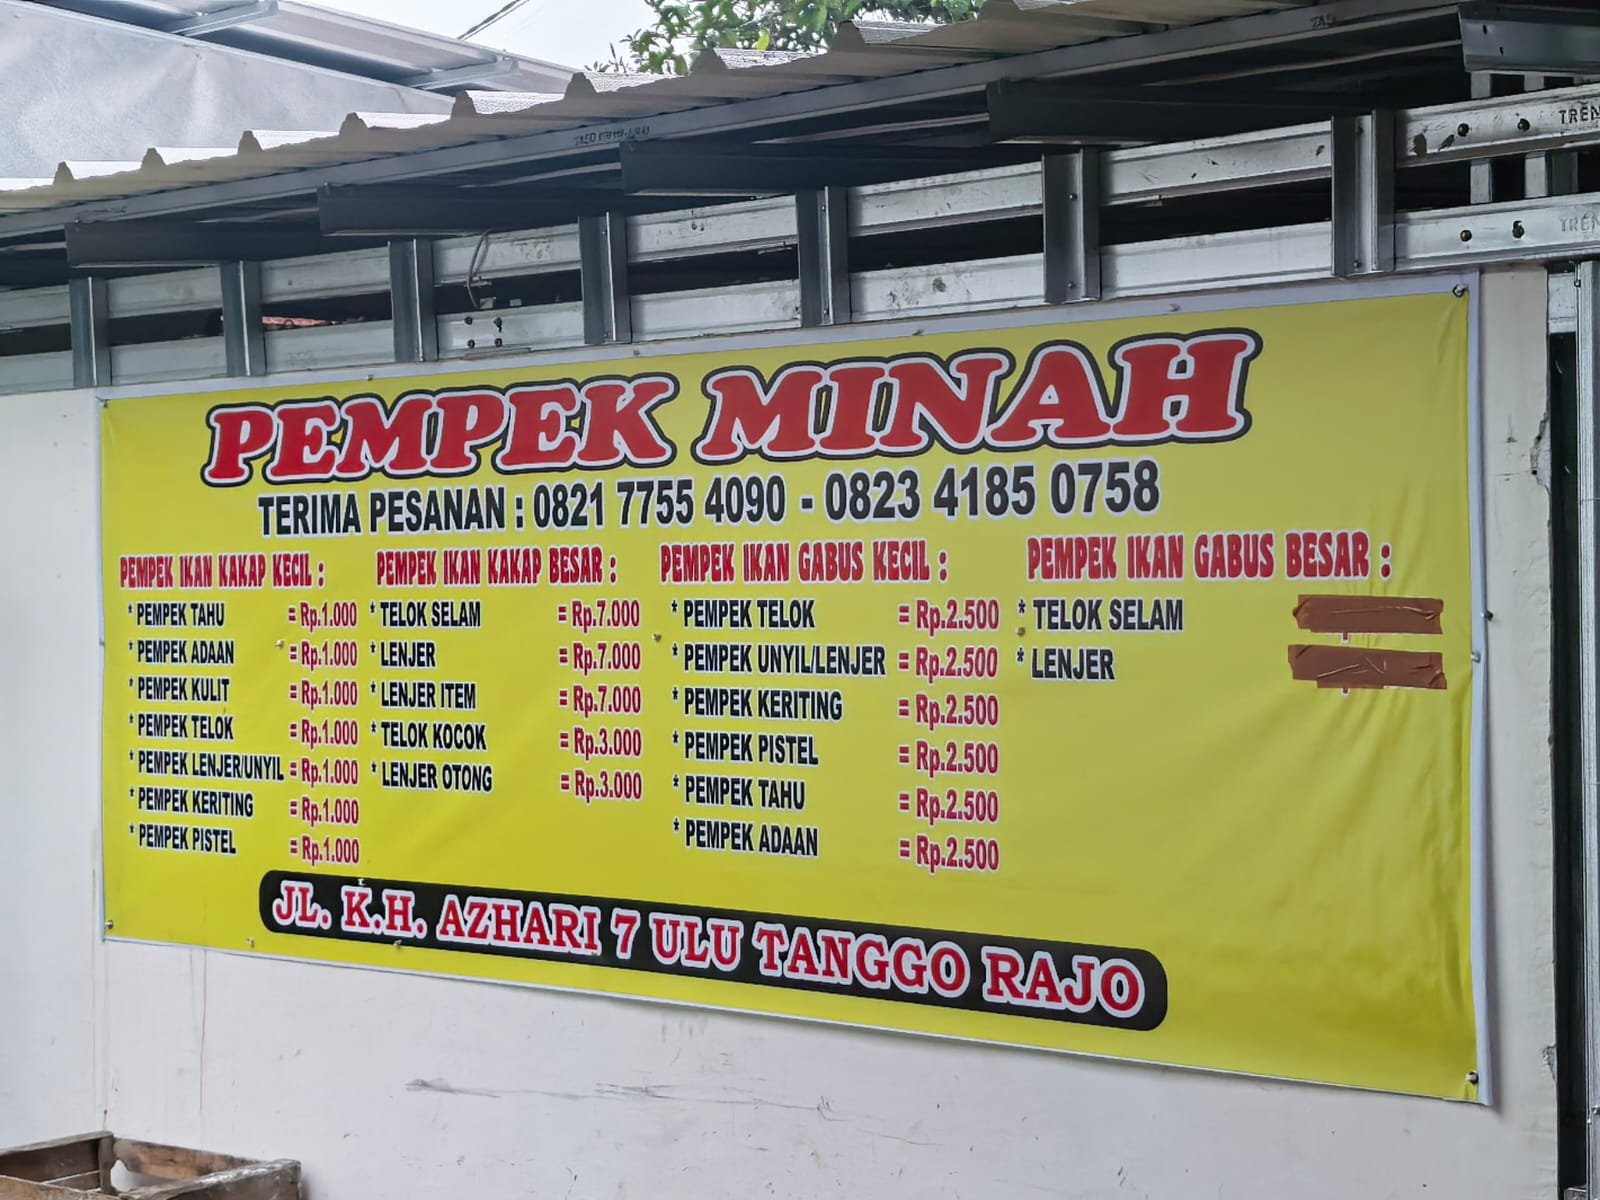 PEMPEK MINAH
TERIMA PESANAN : 0821 7755 4090 - 0823 4185 0758
PEMPEK IKAN KAKAP KECIL :
* PEMPEK TAHU = Rp.1.000
* PEMPEK ADAAN = Rp.1.000
* PEMPEK KULIT = Rp.1.000
* PEMPEK TELOK = Rp.1.000
* PEMPEK LENJER/UNYIL = Rp.1.000
* PEMPEK KERITING = Rp.1.000
* PEMPEK PISTEL = Rp.1.000
PEMPEK IKAN KAKAP BESAR :
* TELOK SELAM = Rp.7.000
* LENJER = Rp.7.000
* LENJER ITEM = Rp.7.000
* TELOK KOCOK = Rp.3.000
* LENJER OTONG = Rp.3.000
PEMPEK IKAN GABUS KECIL :
* PEMPEK TELOK = Rp.2.500
* PEMPEK UNYIL/LENJER = Rp.2.500
* PEMPEK KERITING = Rp.2.500
* PEMPEK PISTEL = Rp.2.500
* PEMPEK TAHU = Rp.2.500
* PEMPEK ADAAN = Rp.2.500
PEMPEK IKAN GABUS BESAR :
* TELOK SELAM
* LENJER
JL. K.H. AZHARI 7 ULU TANGGO RAJO